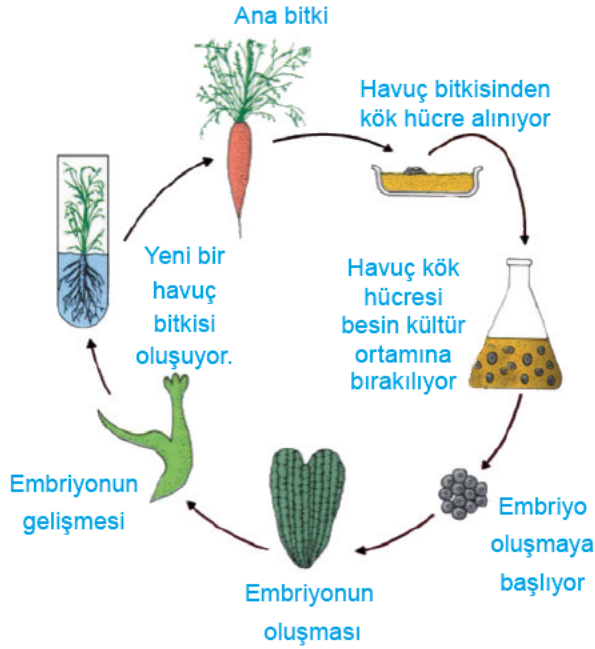 Ana bitki
Havuç bitkisinden
kök hücre alınıyor
Havuç kök
hücresi
besin kültür
ortamına
bırakılıyor
Embriyo
oluşmaya
başlıyor
Embriyonun
oluşması
Embriyonun
gelişmesi
Yeni bir
havuç
bitkisi
oluşuyor.